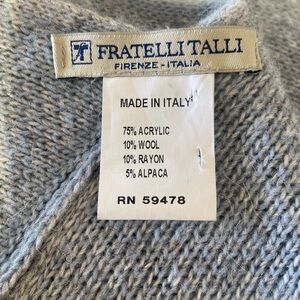 FRATELLI TALLI
FIRENZE - ITALIA
MADE IN ITALY
75% ACRYLIC
10% WOOL
10% RAYON
5% ALPACA
RN 59478